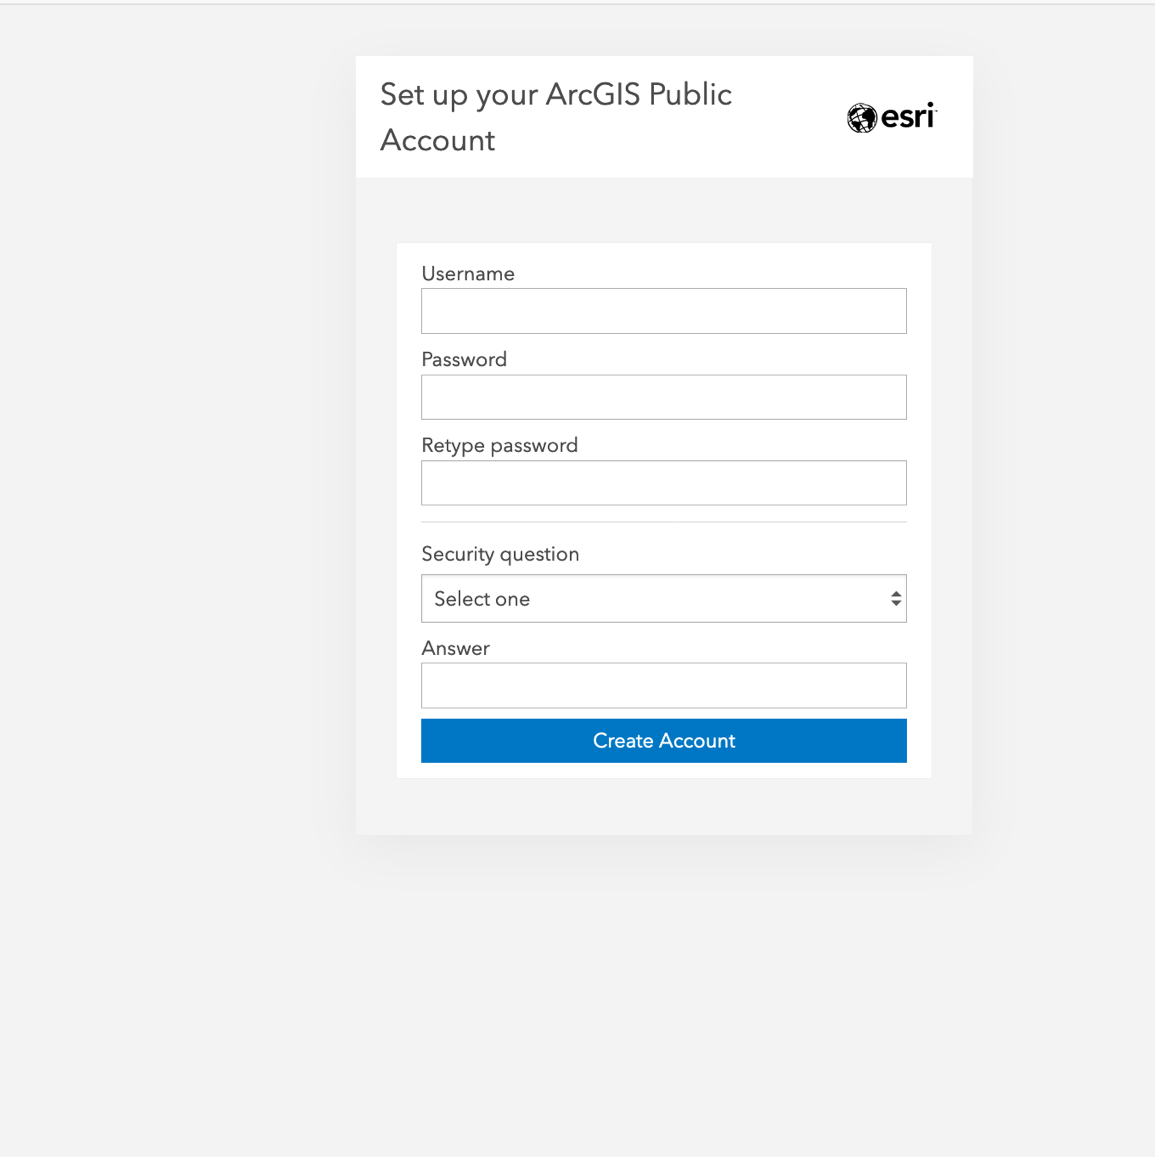 Set up your ArcGIS Public
Account
esri
Username
Password
Retype password
Security question
Select one
Answer
Create Account